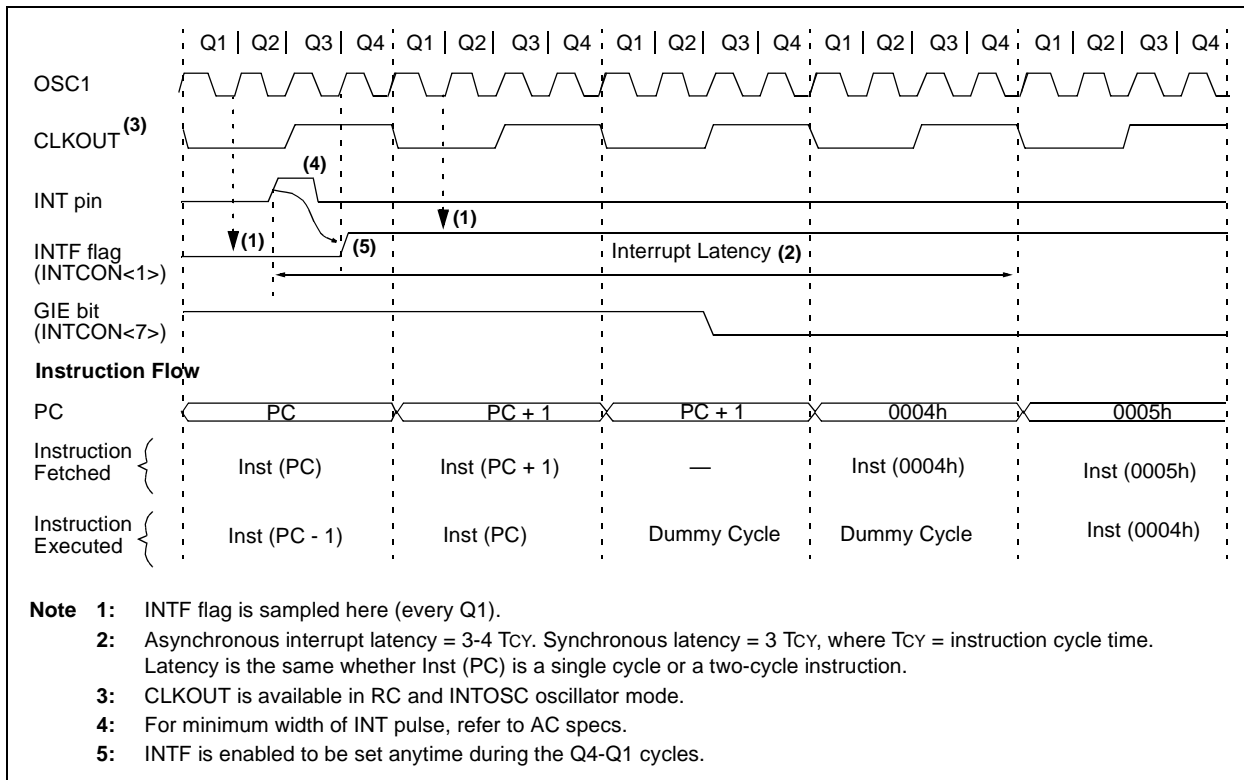 Q1 | Q2 | Q3 | Q4 Q1 | Q2 | Q3 | Q4 Q1 | Q2 | Q3 | Q4 Q1 | Q2 | Q3 | Q4 Q1 | Q2 | Q3 | Q4
OSC1
CLKOUT (3)
(4)
INT pin
(1)
(1)
(5)
INTF flag
(INTCON<1>)
Interrupt Latency (2)
GIE bit
(INTCON<7>)
Instruction Flow
PC PC PC + 1 PC + 1 0004h 0005h
Instruction
Fetched
Inst (PC) Inst (PC + 1) — Inst (0004h) Inst (0005h)
Instruction
Executed
Inst (PC - 1) Inst (PC) Dummy Cycle Dummy Cycle Inst (0004h)
Note 1: INTF flag is sampled here (every Q1).
2: Asynchronous interrupt latency = 3-4 TCY. Synchronous latency = 3 TCY, where TCY = instruction cycle time.
Latency is the same whether Inst (PC) is a single cycle or a two-cycle instruction.
3: CLKOUT is available in RC and INTOSC oscillator mode.
4: For minimum width of INT pulse, refer to AC specs.
5: INTF is enabled to be set anytime during the Q4-Q1 cycles.